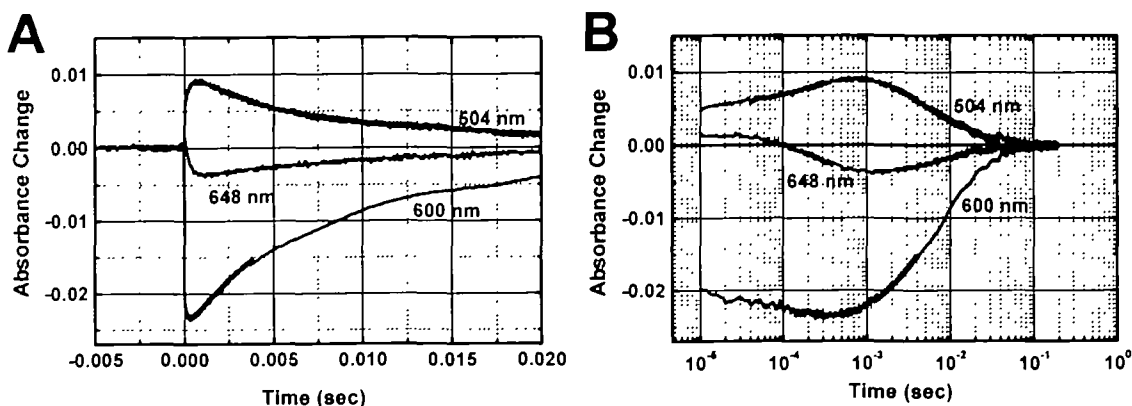 A
Absorbance Change
0.01
0.00
-0.01
-0.02
504 nm
648 nm
600 nm
-0.005
0.000
0.005
0.010
0.015
0.020
Time (sec)
B
Absorbance Change
0.01
0.00
-0.01
-0.02
504 nm
648 nm
600 nm
10⁻⁵
10⁻⁴
10⁻³
10⁻²
10⁻¹
10⁰
Time (sec)